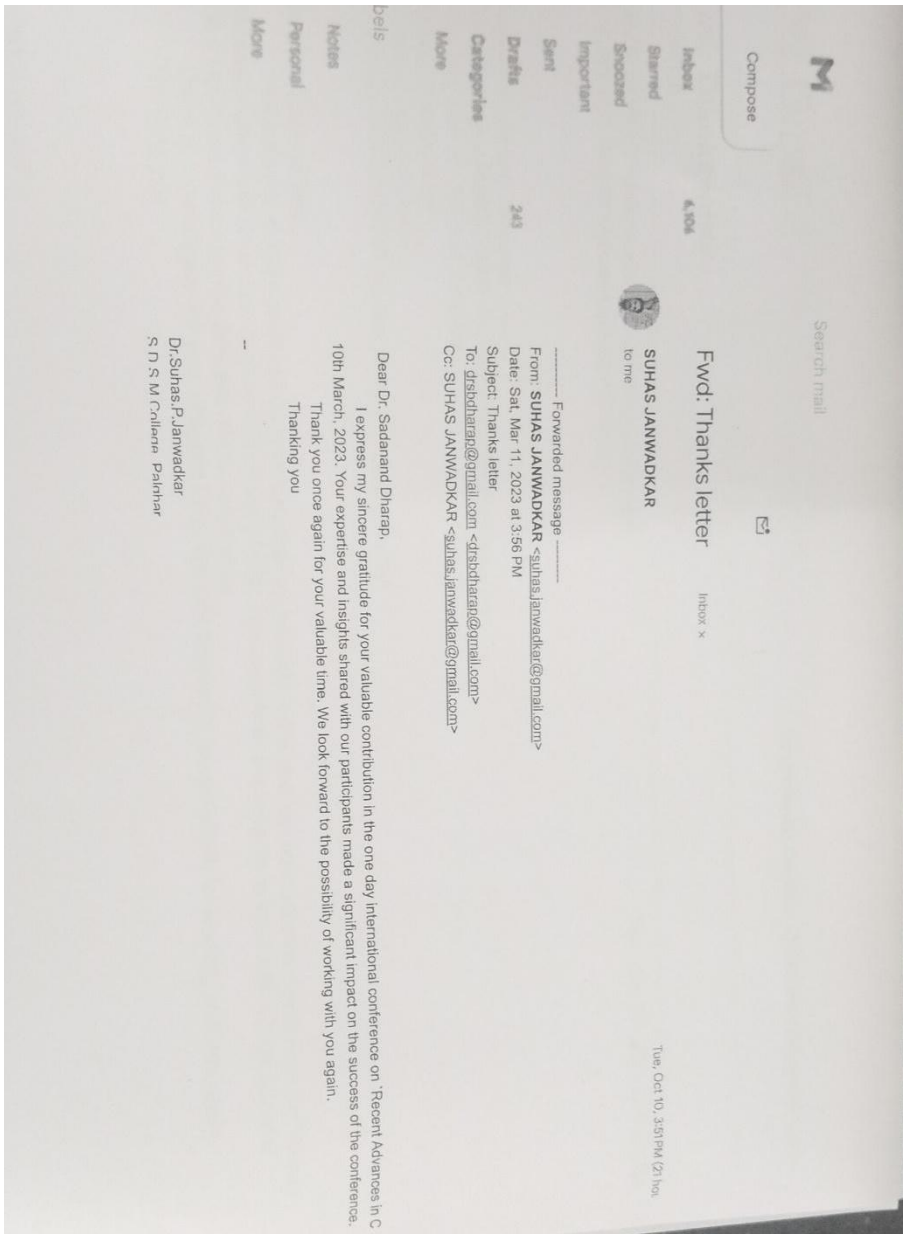 M
Search mail
Compose
Inbox 6,106
Starred
Snoozed
Important
Sent
Drafts 243
Categories
More
bels
Notes
Personal
More
Fwd: Thanks letter Inbox x
SUHAS JANWADKAR Tue, Oct 10, 3:51 PM (21 hou
to me
---------- Forwarded message ---------
From: SUHAS JANWADKAR <suhas.janwadkar@gmail.com>
Date: Sat, Mar 11, 2023 at 3:56 PM
Subject: Thanks letter
To: drsbdharap@gmail.com <drsbdharap@gmail.com>
Cc: SUHAS JANWADKAR <suhas.janwadkar@gmail.com>
Dear Dr. Sadanand Dharap,
I express my sincere gratitude for your valuable contribution in the one day international conference on 'Recent Advances in C
10th March, 2023. Your expertise and insights shared with our participants made a significant impact on the success of the conference.
Thank you once again for your valuable time. We look forward to the possibility of working with you again.
Thanking you
--
Dr.Suhas.P.Janwadkar
S D S M College, Palghar